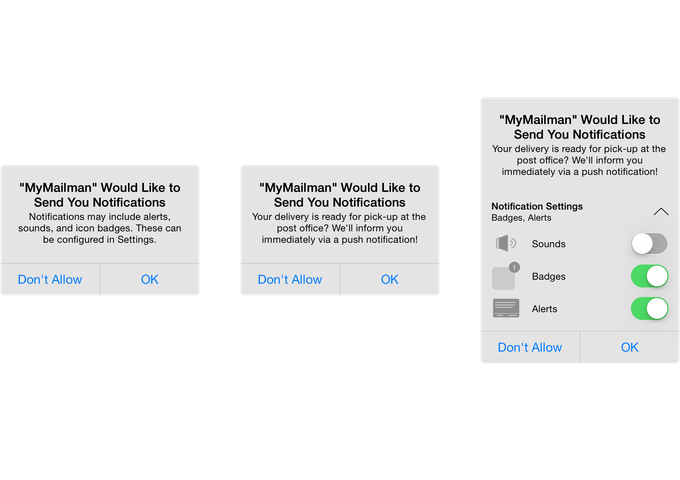 "MyMailman" Would Like to
Send You Notifications
Notifications may include alerts,
sounds, and icon badges. These can
be configured in Settings.
Don't Allow
OK
"MyMailman" Would Like to
Send You Notifications
Your delivery is ready for pick-up at the
post office? We'll inform you
immediately via a push notification!
Don't Allow
OK
"MyMailman" Would Like to
Send You Notifications
Your delivery is ready for pick-up at the
post office? We'll inform you
immediately via a push notification!
Notification Settings
Badges, Alerts
Sounds
1
Badges
Alerts
Don't Allow
OK